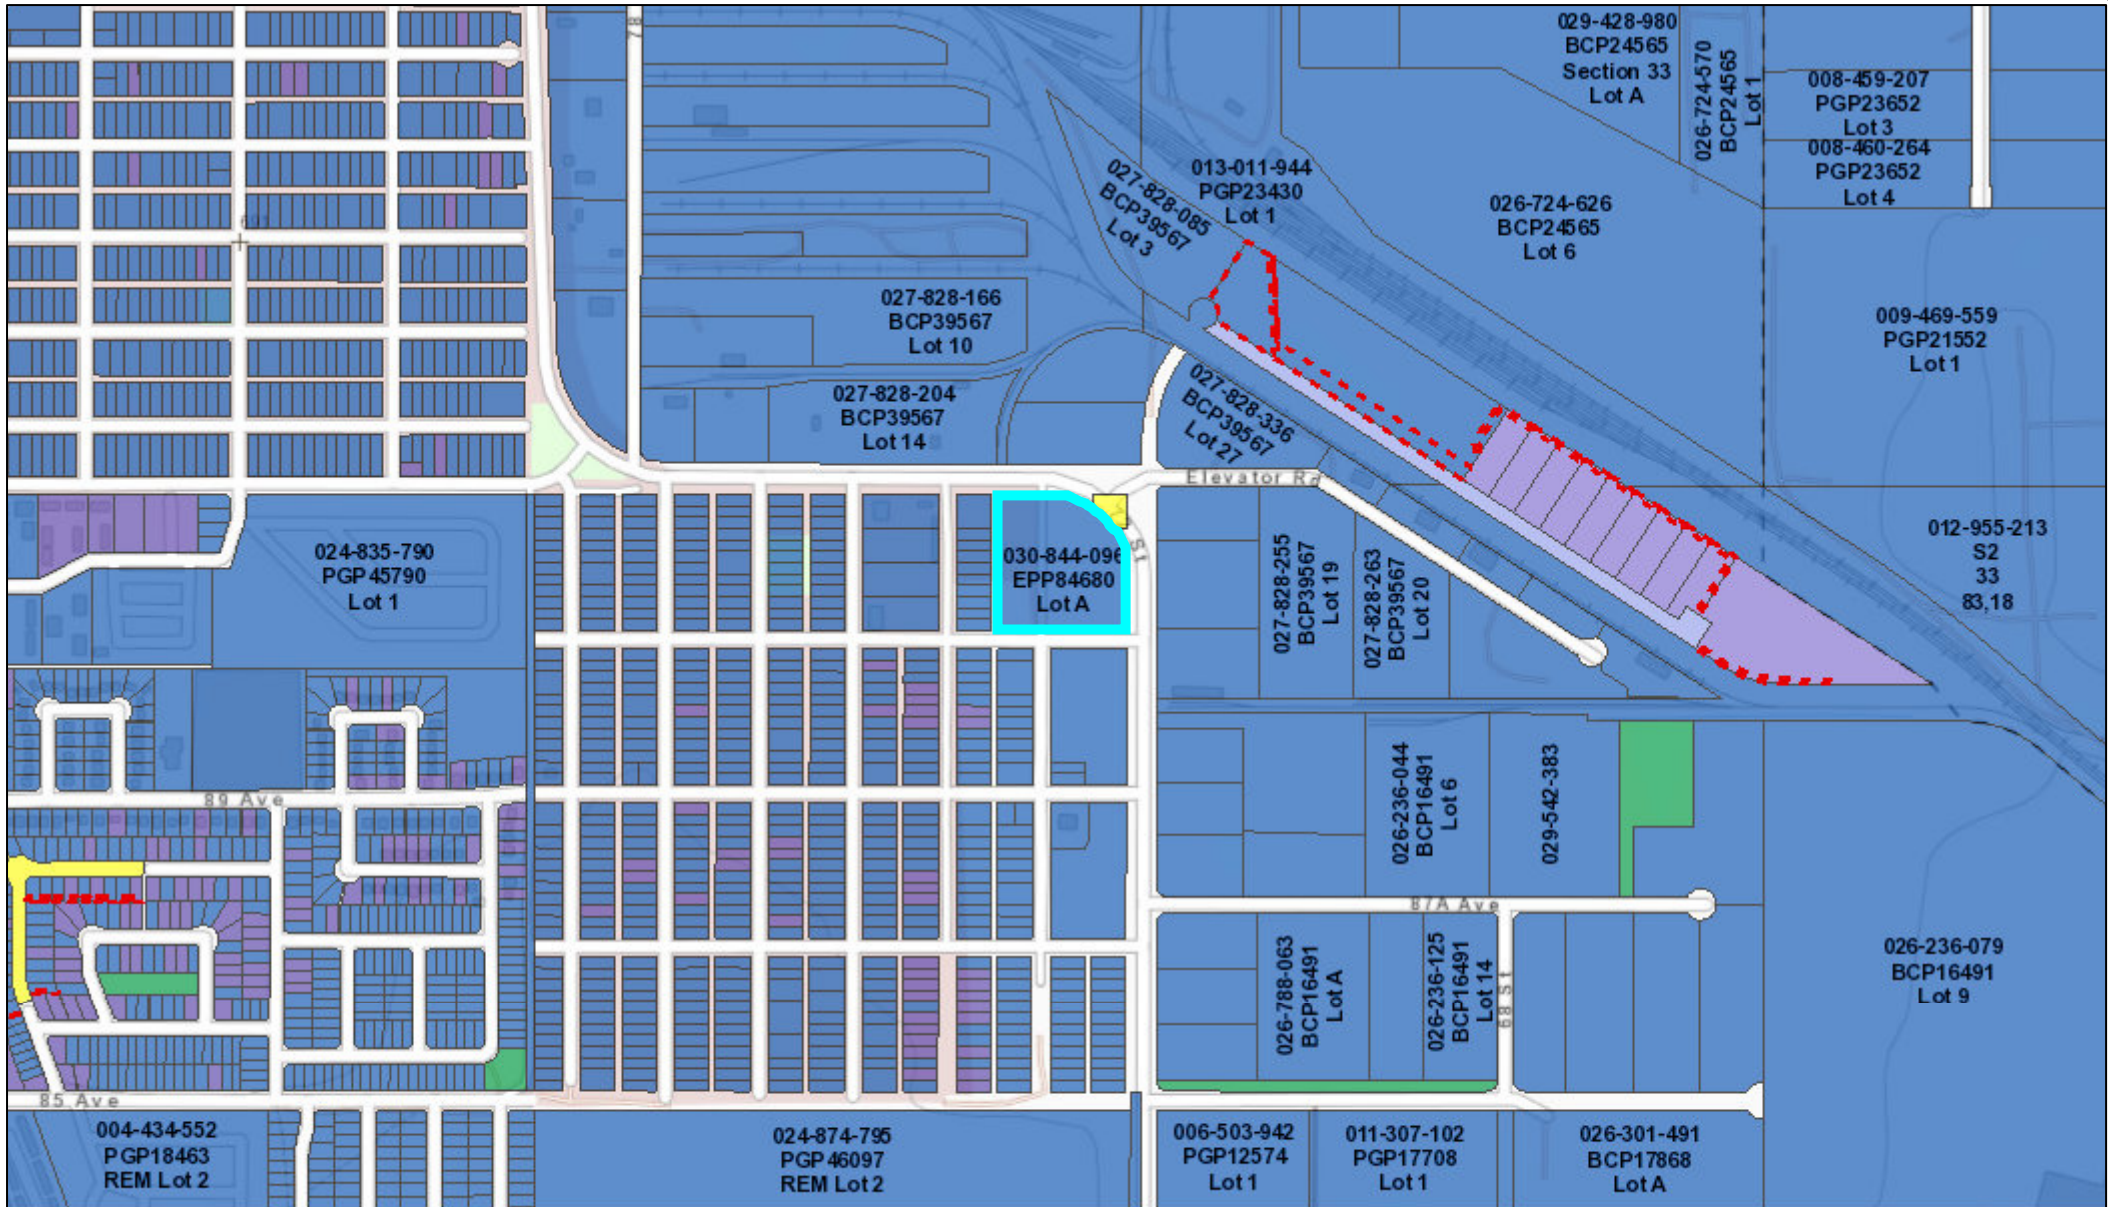 029-428-980
BCP24565
Section 33
Lot A
026-724-570
BCP24565
Lot 1
008-459-207
PGP23652
Lot 3
008-460-264
PGP23652
Lot 4
78
013-011-944
PGP23430
Lot 1
027-828-085
BCP39567
Lot 3
026-724-626
BCP24565
Lot 6
691
027-828-166
BCP39567
Lot 10
009-469-559
PGP21552
Lot 1
027-828-204
BCP39567
Lot 14
027-828-336
BCP39567
Lot 27
Elevator Rd
024-835-790
PGP45790
Lot 1
030-844-096
EPP84680
Lot A
St
027-828-255
BCP39567
Lot 19
027-828-263
BCP39567
Lot 20
012-955-213
S2
33
83,18
89 Ave
026-236-044
BCP16491
Lot 6
029-542-383
87A Ave
026-788-063
BCP16491
Lot A
026-236-125
BCP16491
Lot 14
68 St
026-236-079
BCP16491
Lot 9
85 Ave
004-434-552
PGP18463
REM Lot 2
024-874-795
PGP46097
REM Lot 2
006-503-942
PGP12574
Lot 1
011-307-102
PGP17708
Lot 1
026-301-491
BCP17868
Lot A